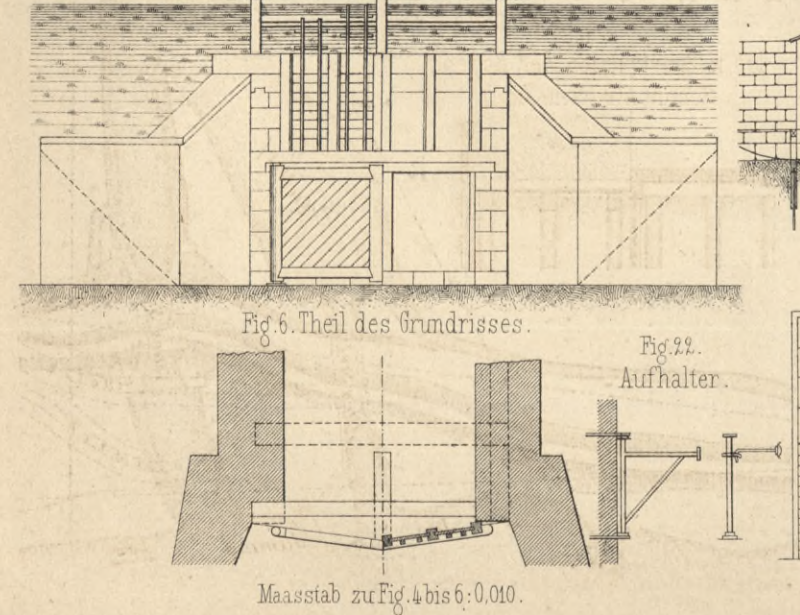 Fig. 6. Theil des Grundrisses.
Fig. 22.
Aufhalter.
Maasstab zu Fig. 4 bis 6: 0,010.